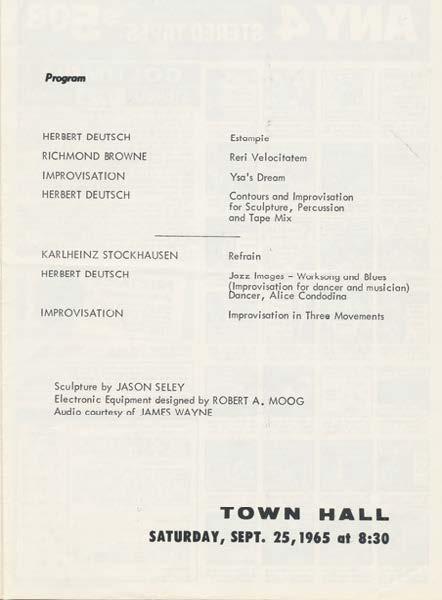 Program
HERBERT DEUTSCH Estampie
RICHMOND BROWNE Reri Velocitatem
IMPROVISATION Ysa's Dream
HERBERT DEUTSCH Contours and Improvisation
for Sculpture, Percussion
and Tape Mix
KARLHEINZ STOCKHAUSEN Refrain
HERBERT DEUTSCH Jazz Images - Worksong and Blues
(Improvisation for dancer and musician)
Dancer, Alice Condodina
IMPROVISATION Improvisation in Three Movements
Sculpture by JASON SELEY
Electronic Equipment designed by ROBERT A. MOOG
Audio courtesy of JAMES WAYNE
TOWN HALL
SATURDAY, SEPT. 25, 1965 at 8:30